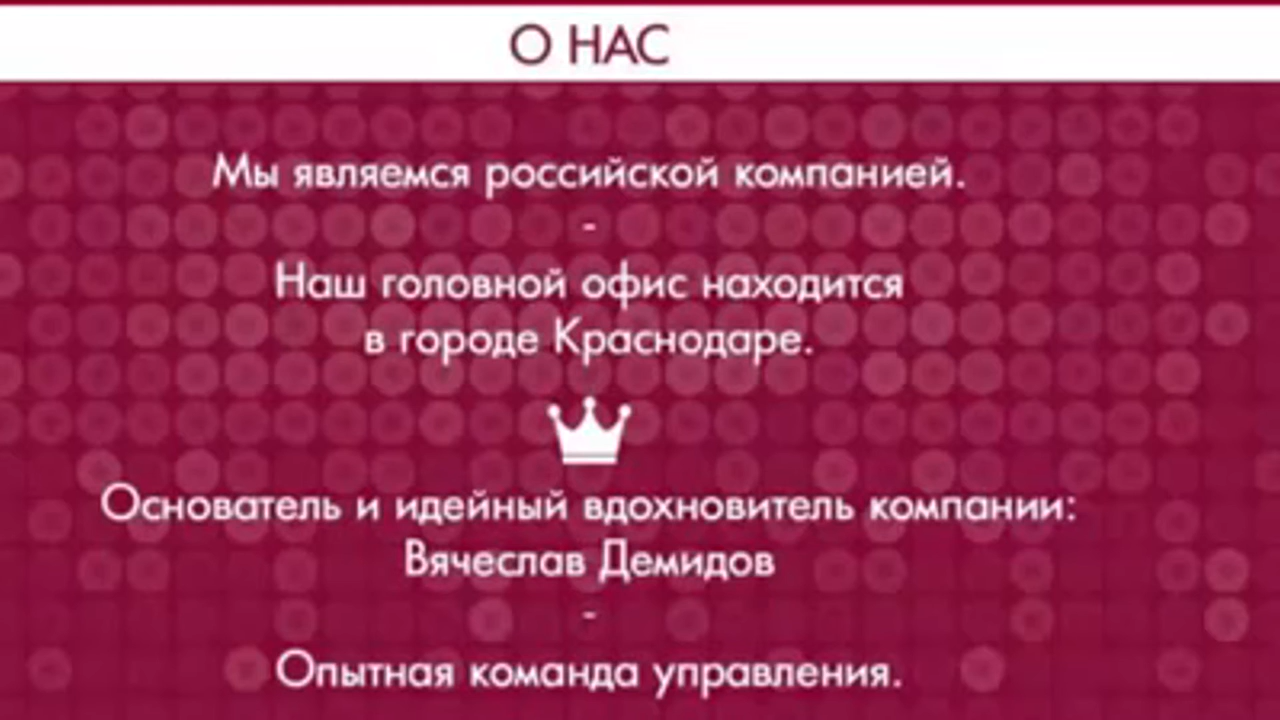 О НАС
Мы являемся российской компанией.
-
Наш головной офис находится
в городе Краснодаре.
Основатель и идейный вдохновитель компании:
Вячеслав Демидов
-
Опытная команда управления.